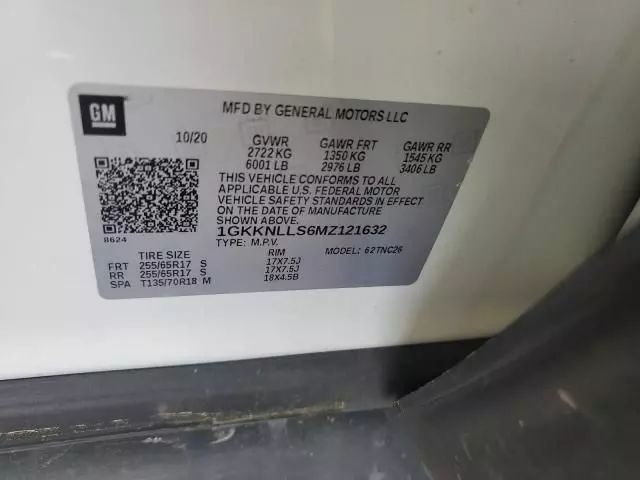 GM
MFD BY GENERAL MOTORS LLC
10/20 GVWR GAWR FRT GAWR RR
2722 KG 1350 KG 1545 KG
6001 LB 2976 LB 3406 LB
THIS VEHICLE CONFORMS TO ALL
APPLICABLE U.S. FEDERAL MOTOR
VEHICLE SAFETY STANDARDS IN EFFECT
ON THE DATE OF MANUFACTURE
SHOWN ABOVE.
8624
1GKKNLLS6MZ121632
TYPE: M.P.V. MODEL: 62TNC26
TIRE SIZE RIM
FRT 255/65R17 S 17X7.5J
RR 255/65R17 S 17X7.5J
SPA T135/70R18 M 18X4.5B